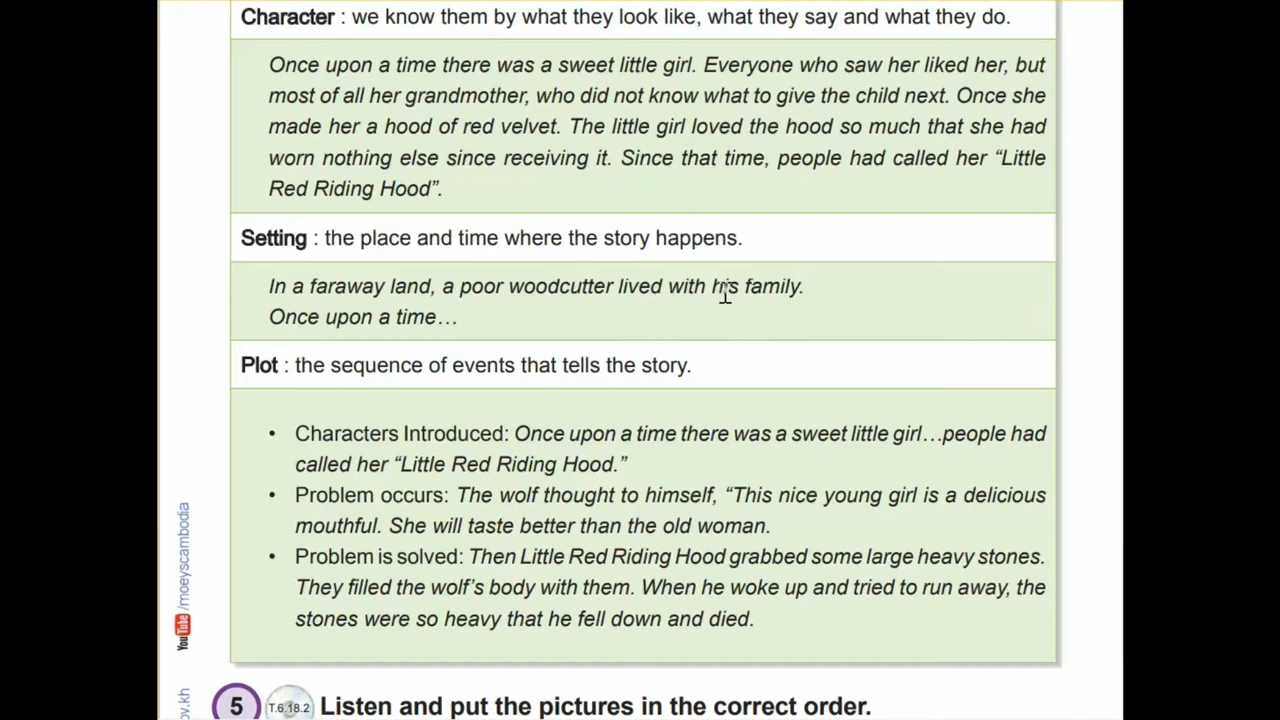 Character : we know them by what they look like, what they say and what they do.
Once upon a time there was a sweet little girl. Everyone who saw her liked her, but
most of all her grandmother, who did not know what to give the child next. Once she
made her a hood of red velvet. The little girl loved the hood so much that she had
worn nothing else since receiving it. Since that time, people had called her “Little
Red Riding Hood”.
Setting : the place and time where the story happens.
In a faraway land, a poor woodcutter lived with his family.
Once upon a time…
Plot : the sequence of events that tells the story.
• Characters Introduced: Once upon a time there was a sweet little girl…people had
called her “Little Red Riding Hood.”
• Problem occurs: The wolf thought to himself, “This nice young girl is a delicious
mouthful. She will taste better than the old woman.
• Problem is solved: Then Little Red Riding Hood grabbed some large heavy stones.
They filled the wolf’s body with them. When he woke up and tried to run away, the
stones were so heavy that he fell down and died.
5 T.6.18.2 Listen and put the pictures in the correct order.
YouTube /moeyscambodia
ov.kh